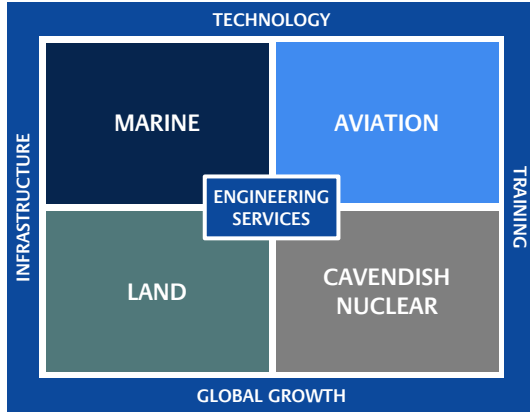 TECHNOLOGY
MARINE
AVIATION
INFRASTRUCTURE
ENGINEERING
SERVICES
TRAINING
LAND
CAVENDISH
NUCLEAR
GLOBAL GROWTH